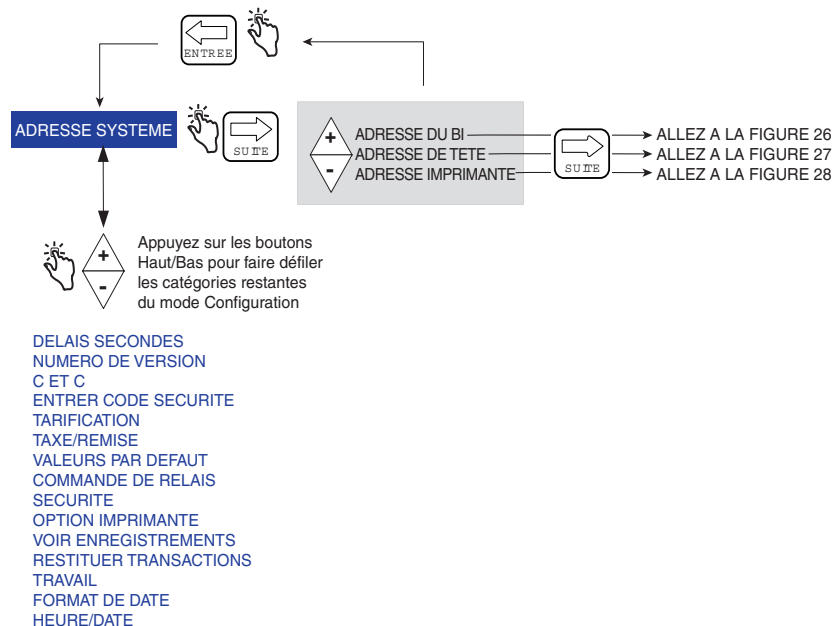 ENTREE
ADRESSE SYSTEME
SUITE
ADRESSE DU BI
ADRESSE DE TETE
ADRESSE IMPRIMANTE
+
-
SUITE
ALLEZ A LA FIGURE 26
ALLEZ A LA FIGURE 27
ALLEZ A LA FIGURE 28
+
-
Appuyez sur les boutons
Haut/Bas pour faire défiler
les catégories restantes
du mode Configuration
DELAIS SECONDES
NUMERO DE VERSION
C ET C
ENTRER CODE SECURITE
TARIFICATION
TAXE/REMISE
VALEURS PAR DEFAUT
COMMANDE DE RELAIS
SECURITE
OPTION IMPRIMANTE
VOIR ENREGISTREMENTS
RESTITUER TRANSACTIONS
TRAVAIL
FORMAT DE DATE
HEURE/DATE